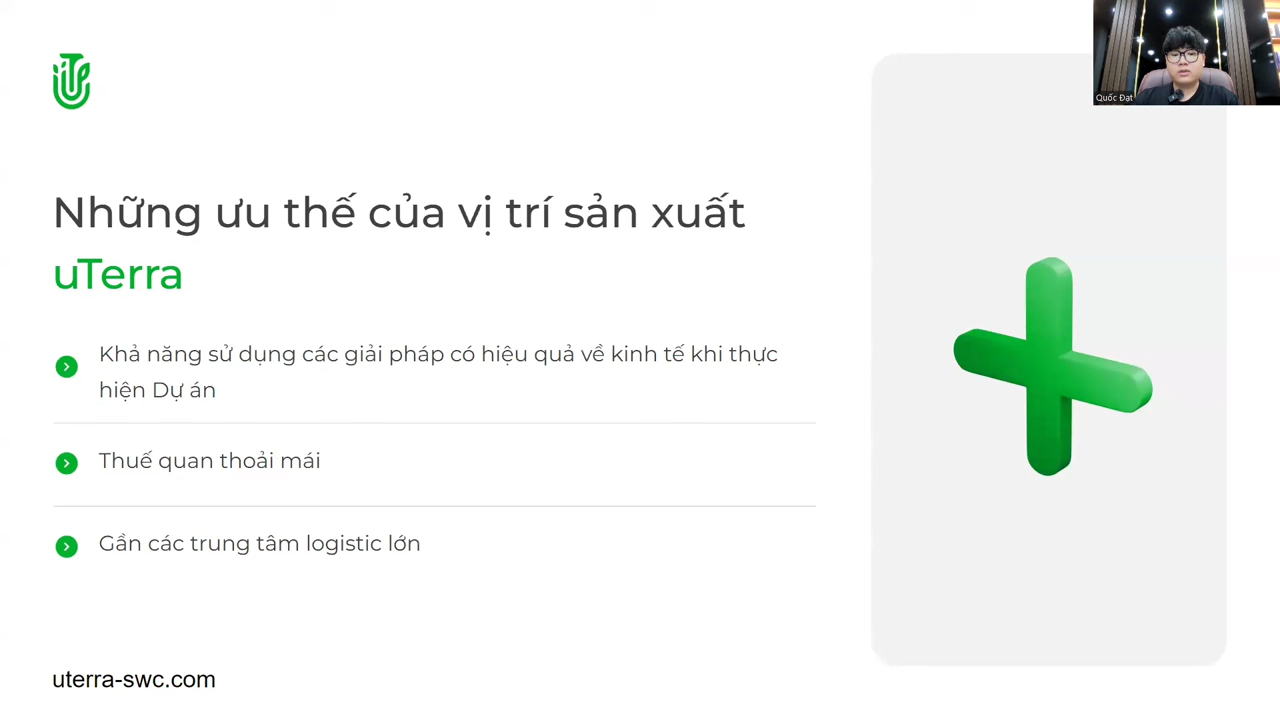 Quốc Đạt
Những ưu thế của vị trí sản xuất
uTerra
Khả năng sử dụng các giải pháp có hiệu quả về kinh tế khi thực
hiện Dự án
Thuế quan thoải mái
Gần các trung tâm logistic lớn
uterra-swc.com